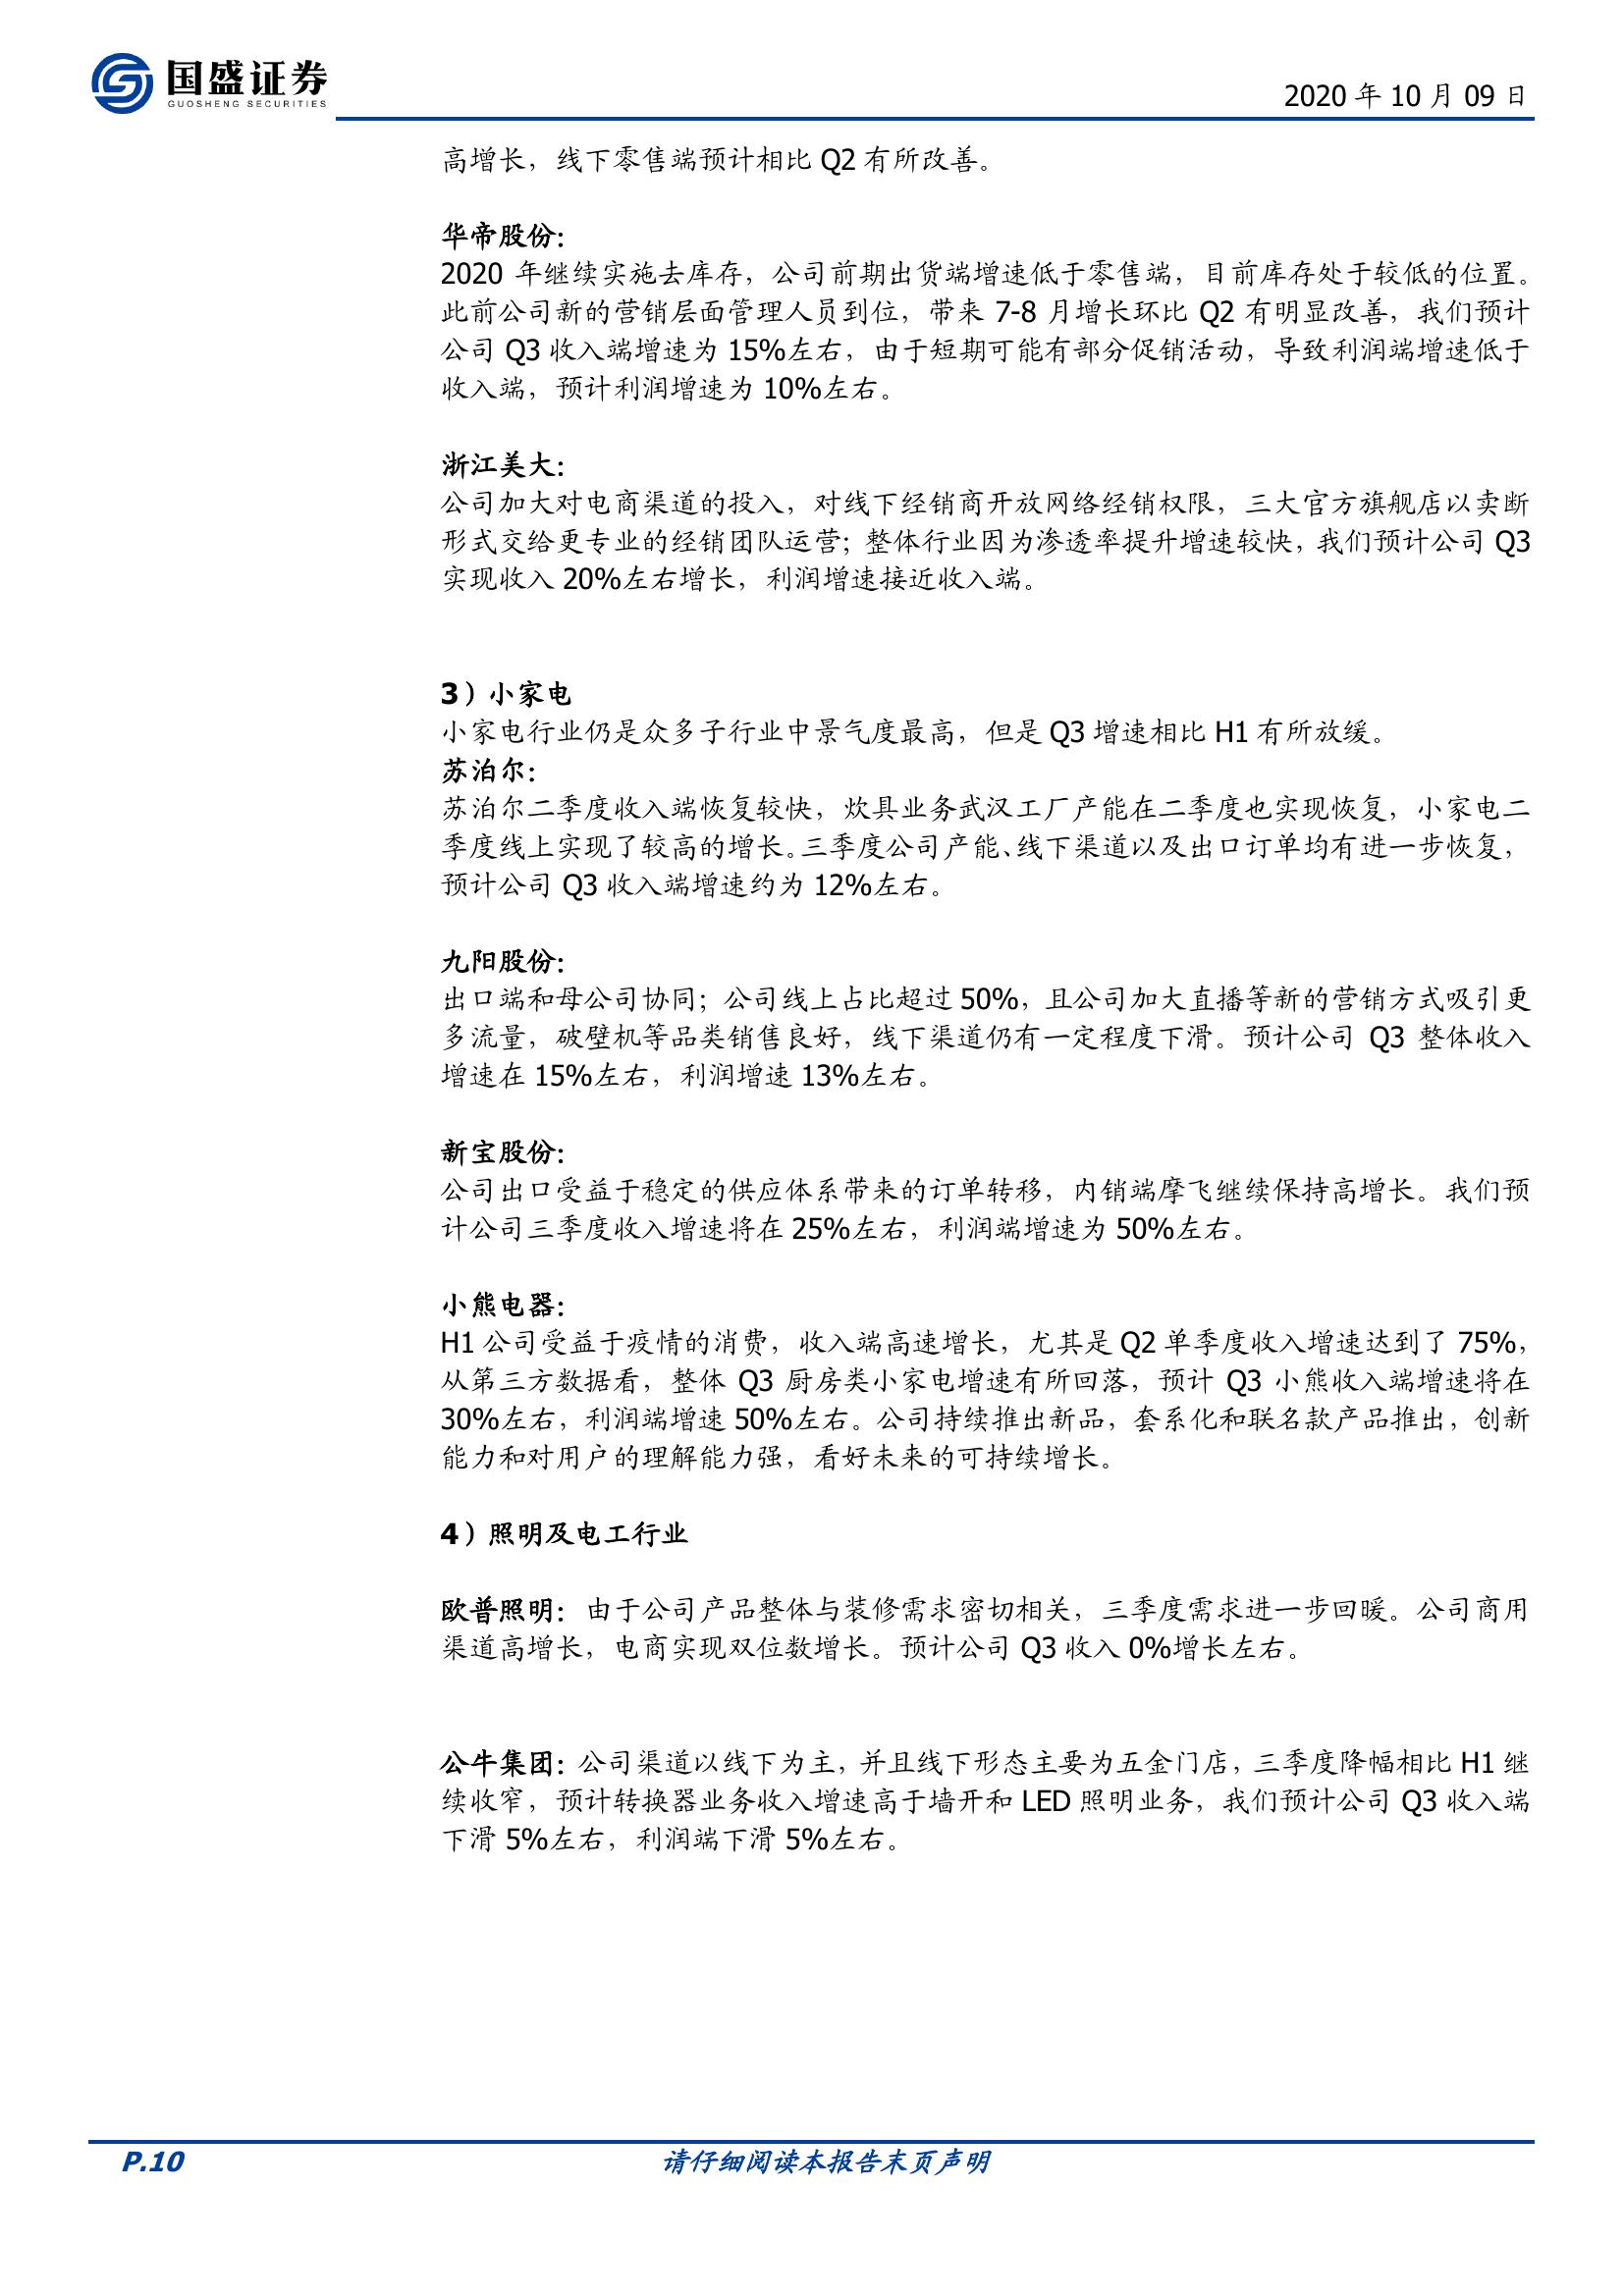 国盛证券
GUOSHENG SECURITIES
2020 年 10 月 09 日
高增长，线下零售端预计相比 Q2 有所改善。
华帝股份：
2020 年继续实施去库存，公司前期出货端增速低于零售端，目前库存处于较低的位置。
此前公司新的营销层面管理人员到位，带来 7-8 月增长环比 Q2 有明显改善，我们预计
公司 Q3 收入端增速为 15%左右，由于短期可能有部分促销活动，导致利润端增速低于
收入端，预计利润增速为 10%左右。
浙江美大：
公司加大对电商渠道的投入，对线下经销商开放网络经销权限，三大官方旗舰店以卖断
形式交给更专业的经销团队运营；整体行业因为渗透率提升增速较快，我们预计公司 Q3
实现收入 20%左右增长，利润增速接近收入端。
3）小家电
小家电行业仍是众多子行业中景气度最高，但是 Q3 增速相比 H1 有所放缓。
苏泊尔：
苏泊尔二季度收入端恢复较快，炊具业务武汉工厂产能在二季度也实现恢复，小家电二
季度线上实现了较高的增长。三季度公司产能、线下渠道以及出口订单均有进一步恢复，
预计公司 Q3 收入端增速约为 12%左右。
九阳股份：
出口端和母公司协同；公司线上占比超过 50%，且公司加大直播等新的营销方式吸引更
多流量，破壁机等品类销售良好，线下渠道仍有一定程度下滑。预计公司 Q3 整体收入
增速在 15%左右，利润增速 13%左右。
新宝股份：
公司出口受益于稳定的供应体系带来的订单转移，内销端摩飞继续保持高增长。我们预
计公司三季度收入增速将在 25%左右，利润端增速为 50%左右。
小熊电器：
H1 公司受益于疫情的消费，收入端高速增长，尤其是 Q2 单季度收入增速达到了 75%，
从第三方数据看，整体 Q3 厨房类小家电增速有所回落，预计 Q3 小熊收入端增速将在
30%左右，利润端增速 50%左右。公司持续推出新品，套系化和联名款产品推出，创新
能力和对用户的理解能力强，看好未来的可持续增长。
4）照明及电工行业
欧普照明：由于公司产品整体与装修需求密切相关，三季度需求进一步回暖。公司商用
渠道高增长，电商实现双位数增长。预计公司 Q3 收入 0%增长左右。
公牛集团：公司渠道以线下为主，并且线下形态主要为五金门店，三季度降幅相比 H1 继
续收窄，预计转换器业务收入增速高于墙开和 LED 照明业务，我们预计公司 Q3 收入端
下滑 5%左右，利润端下滑 5%左右。
P.10
请仔细阅读本报告末页声明